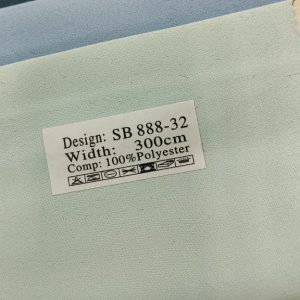 Design: SB 888-32
Width: 300cm
Comp: 100%Polyester